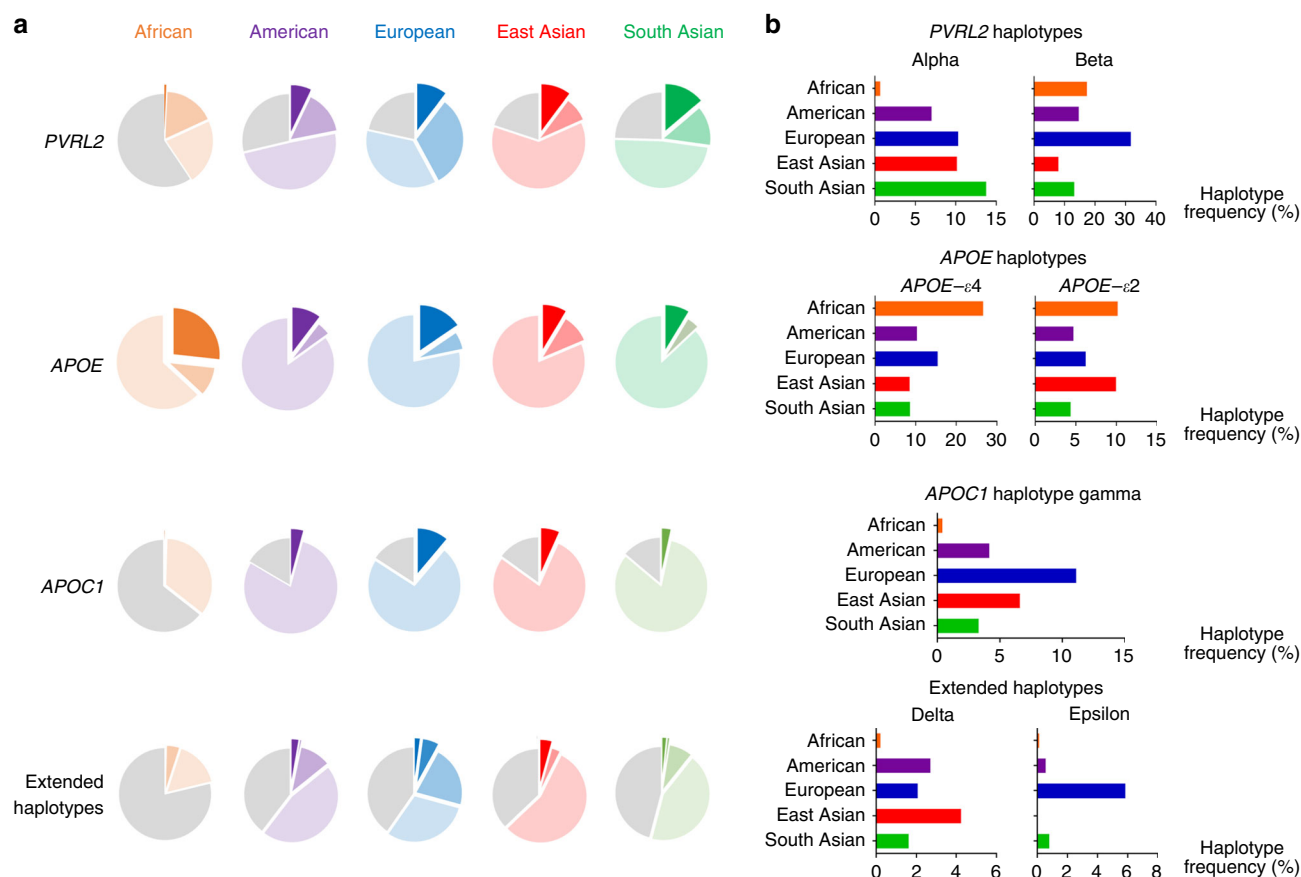 a
African American European East Asian South Asian
PVRL2
APOE
APOC1
Extended
haplotypes
b
PVRL2 haplotypes
Alpha Beta
African
American
European
East Asian
South Asian
0 5 10 15 0 10 20 30 40
Haplotype
frequency (%)
APOE haplotypes
APOE–ε4 APOE–ε2
African
American
European
East Asian
South Asian
0 10 20 30 0 5 10 15
Haplotype
frequency (%)
APOC1 haplotype gamma
African
American
European
East Asian
South Asian
0 5 10 15
Haplotype
frequency (%)
Extended haplotypes
Delta Epsilon
African
American
European
East Asian
South Asian
0 2 4 6 0 2 4 6 8
Haplotype
frequency (%)